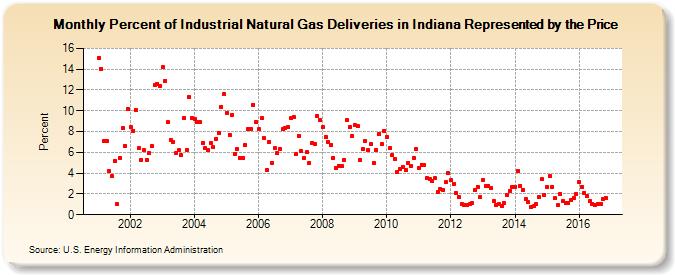 Monthly Percent of Industrial Natural Gas Deliveries in Indiana Represented by the Price
Percent
16
14
12
10
8
6
4
2
0
2002 2004 2006 2008 2010 2012 2014 2016
Source: U.S. Energy Information Administration